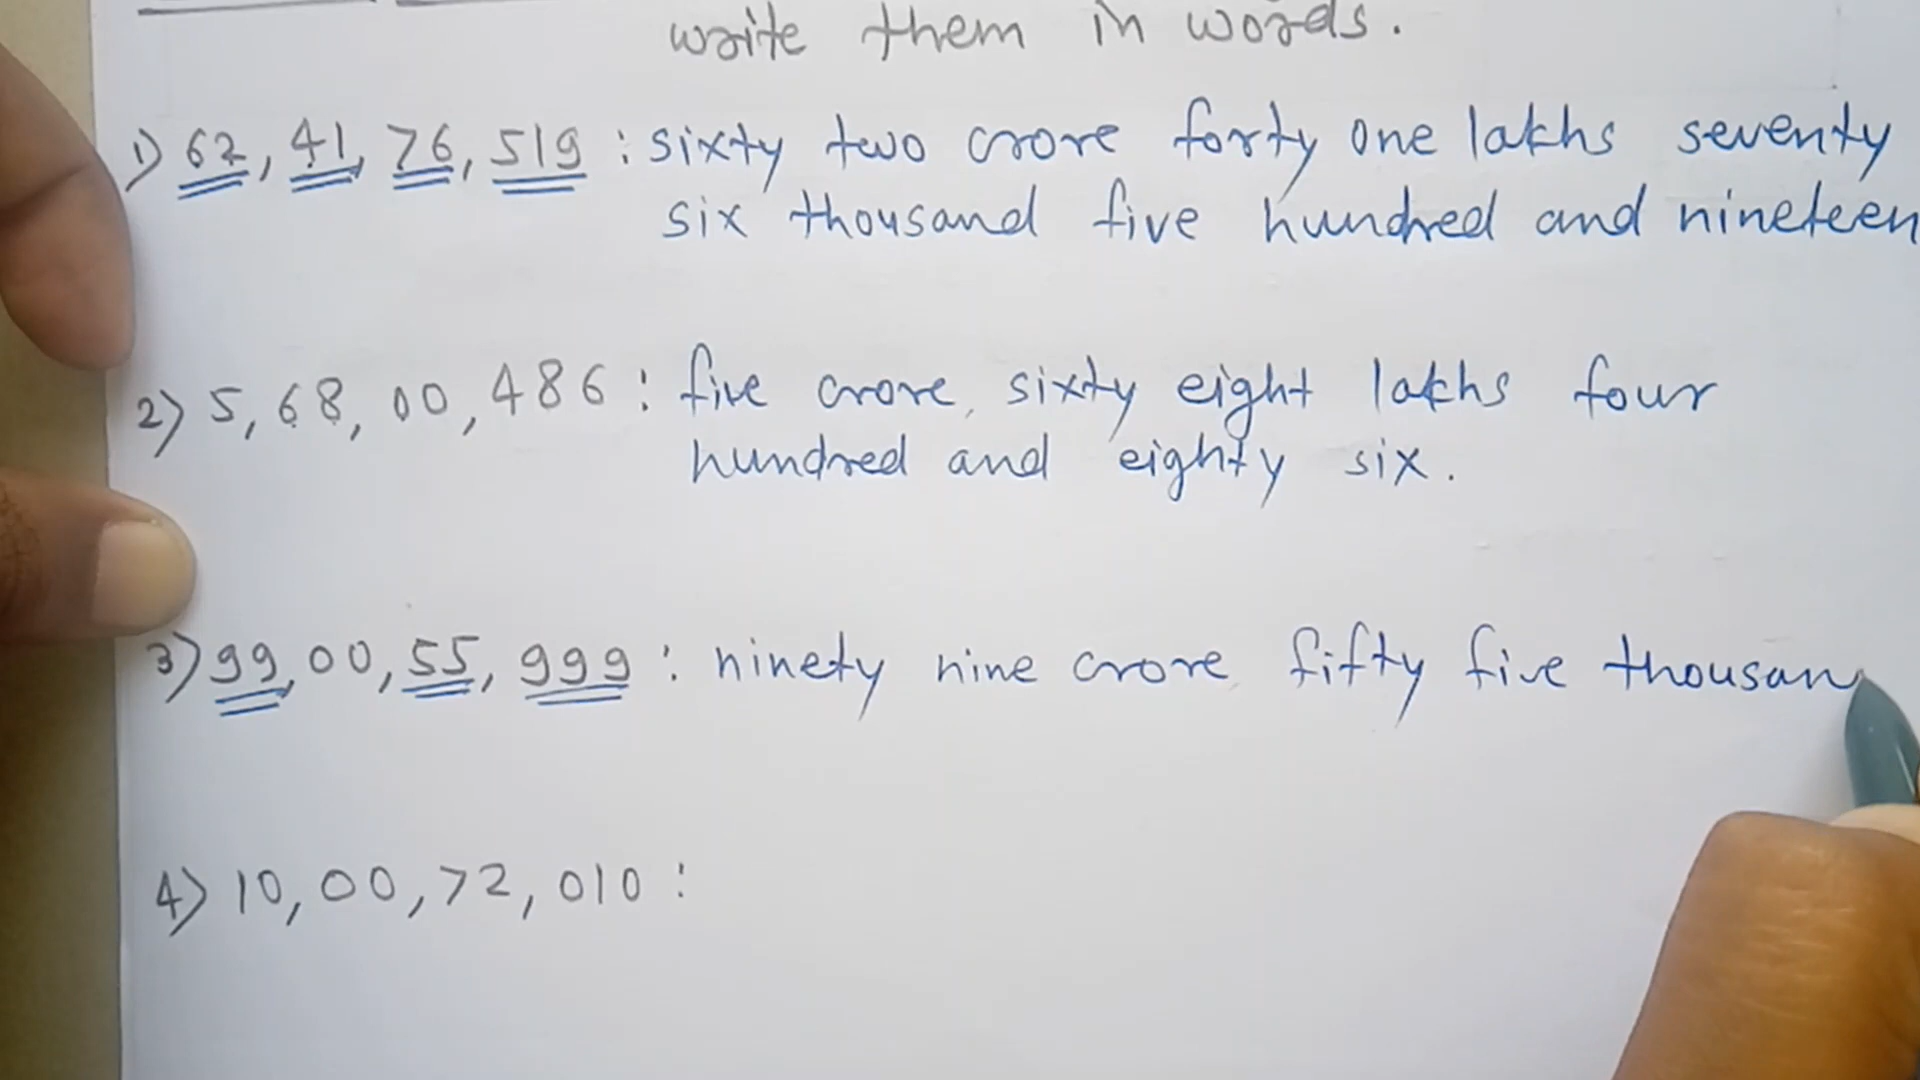 write them in words.
1) 62, 41, 76, 519 : sixty two crore forty one lakhs seventy
six thousand five hundred and nineteen
2) 5, 68, 00, 486 : five crore, sixty eight lakhs four
hundred and eighty six.
3) 99, 00, 55, 999 : ninety nine crore fifty five thousan
4) 10, 00, 72, 010 :